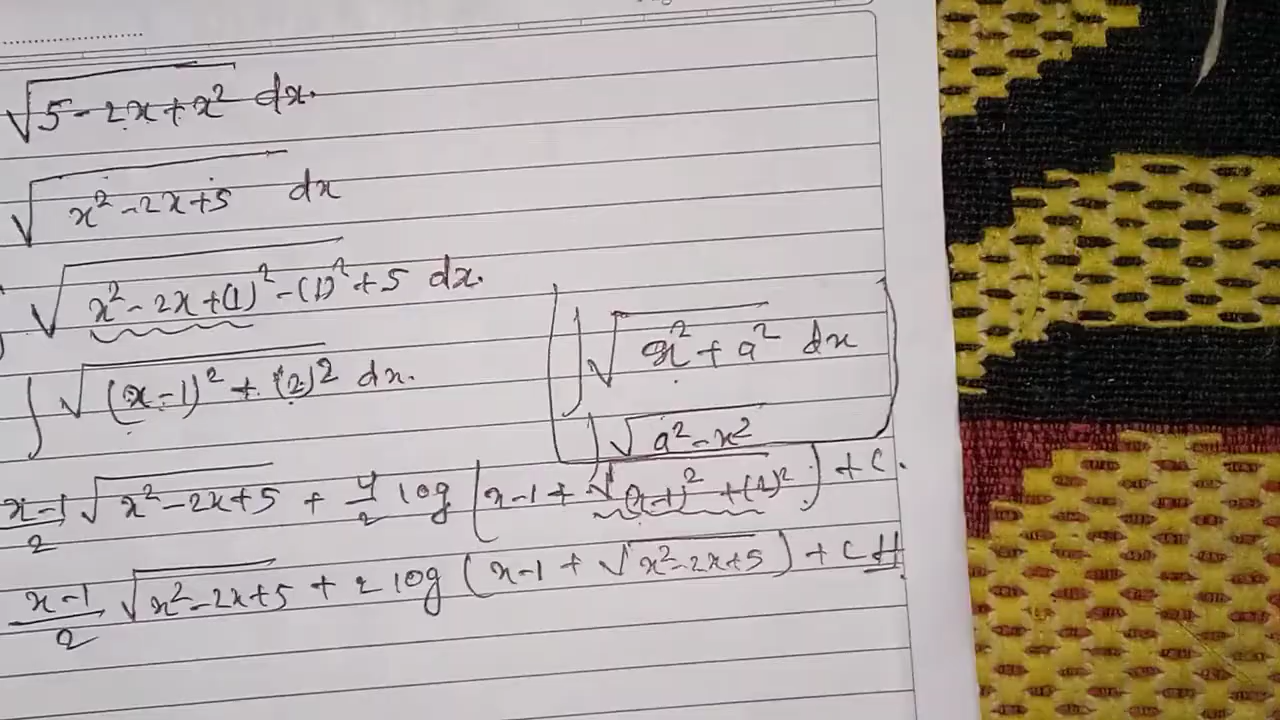 √5-2x+x² dx.
√x²-2x+5 dx
√x²-2x+(1)²-(1)²+5 dx.
∫√(x-1)²+(2)² dx.
∫√x²+a² dx
∫√a²-x²
x-1/2 √x²-2x+5 + 4/2 log (x-1+√(x-1)²+(2)²)+c.
x-1/2 √x²-2x+5 + 2 log (x-1+√x²-2x+5)+c